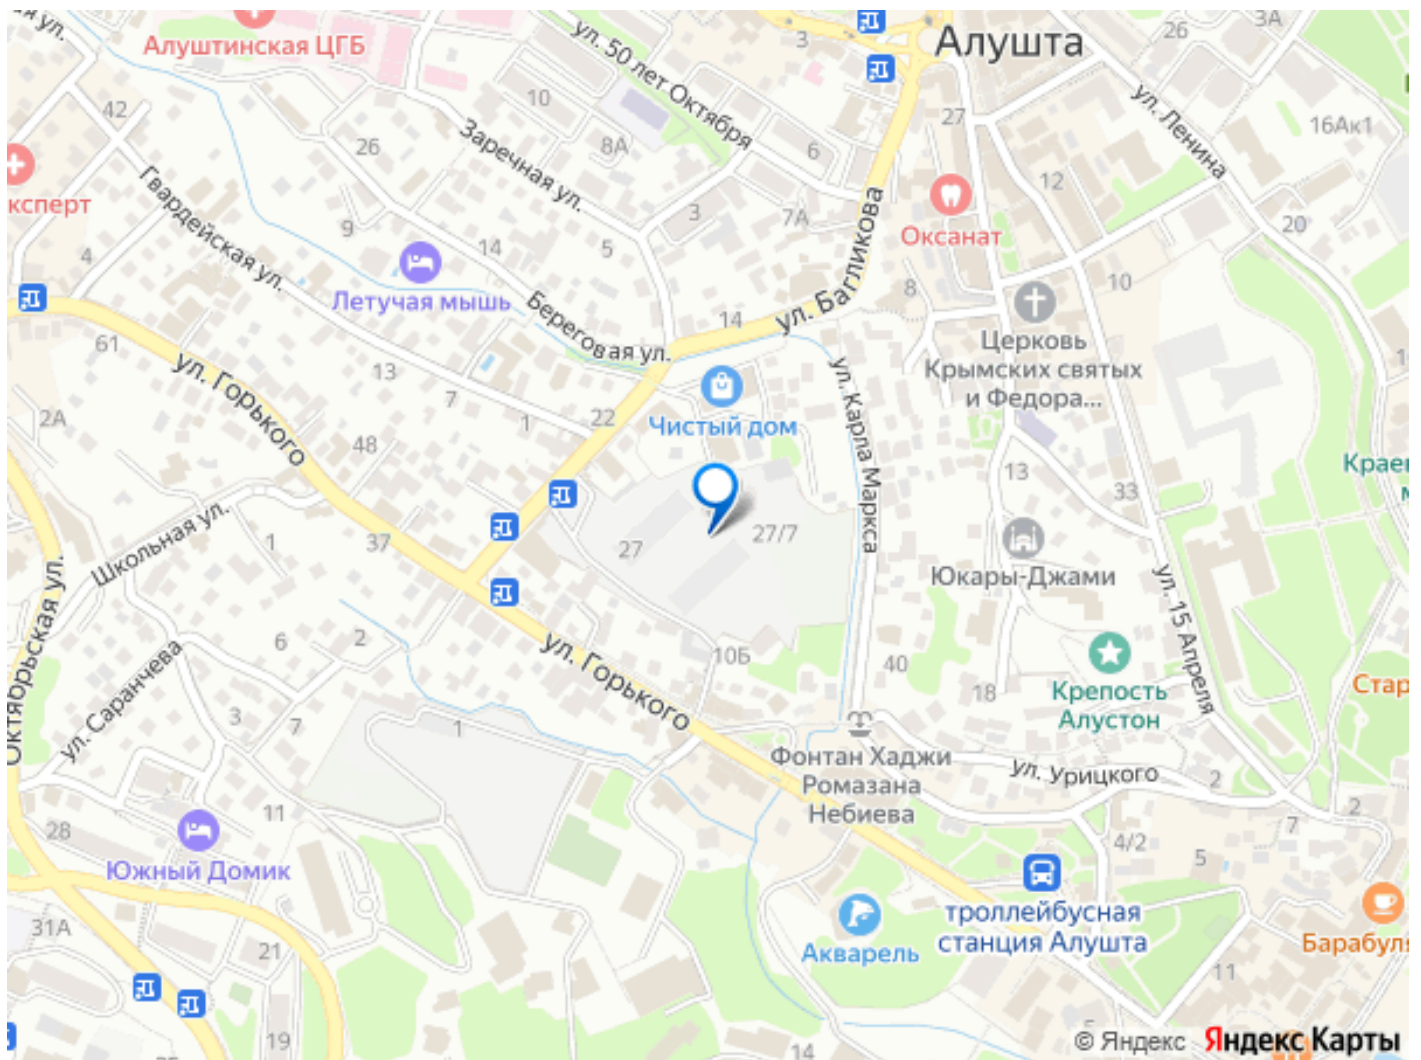 Алуштинская ЦГБ
ул. 50 лет Октября
3
Алушта
26
3А
42
10
8А
6
27
ул. Ленина
16Ак1
26
Заречная ул.
12
ксперт
Гвардейская ул.
9
14
5
3
7А
ул. Багликова
Оксанат
20
4
8
10
Летучая мышь
Береговая ул.
14
Церковь
Крымских святых
и Федора...
61
ул. Горького
13
7
1
22
Чистый дом
ул. Карла Маркса
2А
48
13
33
Крае
Школьная ул.
1
37
27
27/7
Юкары-Джами
ул. 15 Апреля
Октябрьская ул.
ул. Саранчева
6
2
ул. Горького
10Б
40
18
Крепость
Алустон
Стар
3
7
1
Фонтан Хаджи
Ромазана
Небиева
ул. Урицкого
2
2
7
28
11
Южный Домик
4/2
5
31А
21
Акварель
троллейбусная
станция Алушта
Барабуля
11
19
14
5
© Яндекс Яндекс Карты